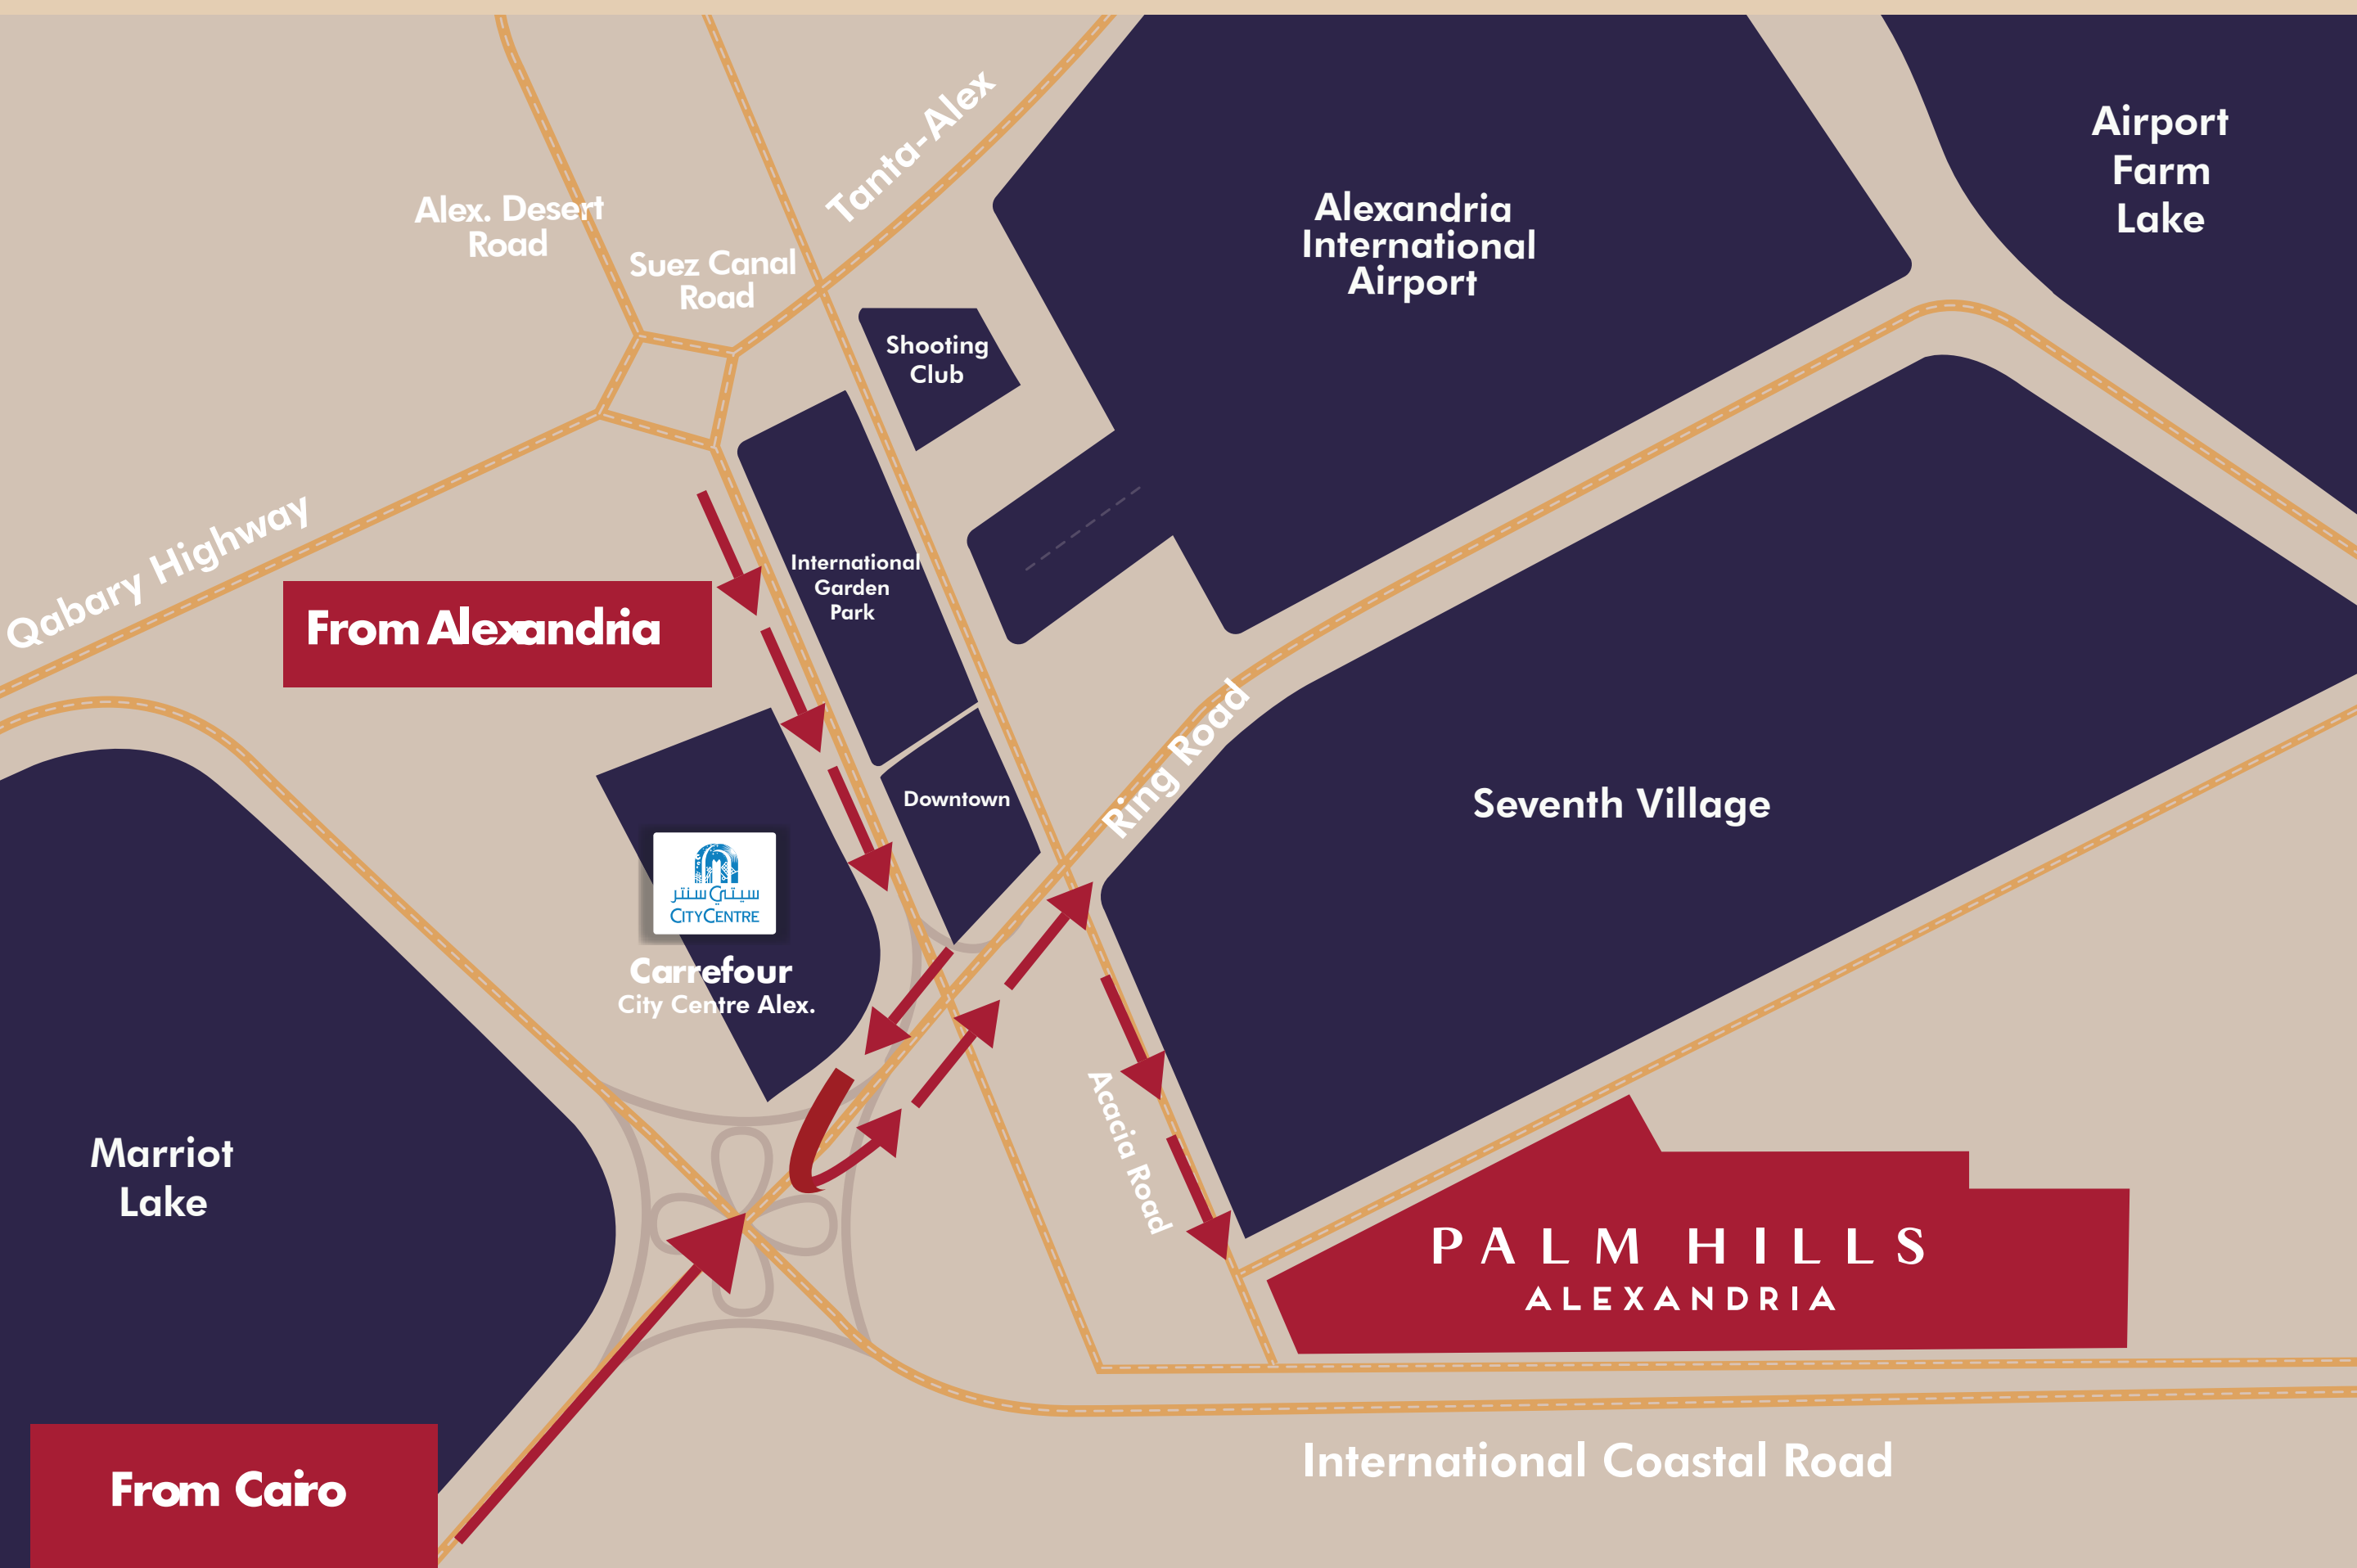 Airport
Farm
Lake
Tanta-Alex
Alex. Desert
Road
Alexandria
International
Airport
Suez Canal
Road
Shooting
Club
Qabary Highway
International
Garden
Park
From Alexandria
Ring Road
Downtown
Seventh Village
سيتي سنتر
CITY CENTRE
Carrefour
City Centre Alex.
Acacia Road
Marriot
Lake
PALM HILLS
ALEXANDRIA
International Coastal Road
From Cairo